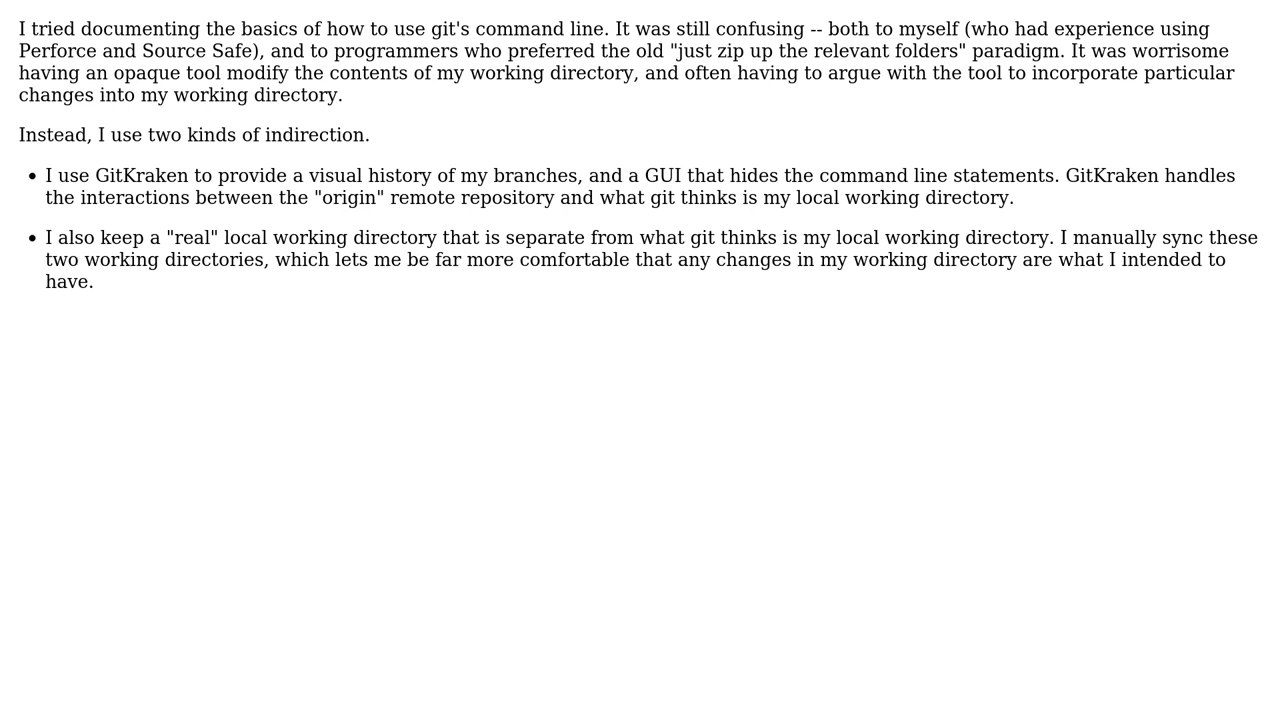 I tried documenting the basics of how to use git's command line. It was still confusing -- both to myself (who had experience using
Perforce and Source Safe), and to programmers who preferred the old "just zip up the relevant folders" paradigm. It was worrisome
having an opaque tool modify the contents of my working directory, and often having to argue with the tool to incorporate particular
changes into my working directory.
Instead, I use two kinds of indirection.
• I use GitKraken to provide a visual history of my branches, and a GUI that hides the command line statements. GitKraken handles
the interactions between the "origin" remote repository and what git thinks is my local working directory.
• I also keep a "real" local working directory that is separate from what git thinks is my local working directory. I manually sync these
two working directories, which lets me be far more comfortable that any changes in my working directory are what I intended to
have.